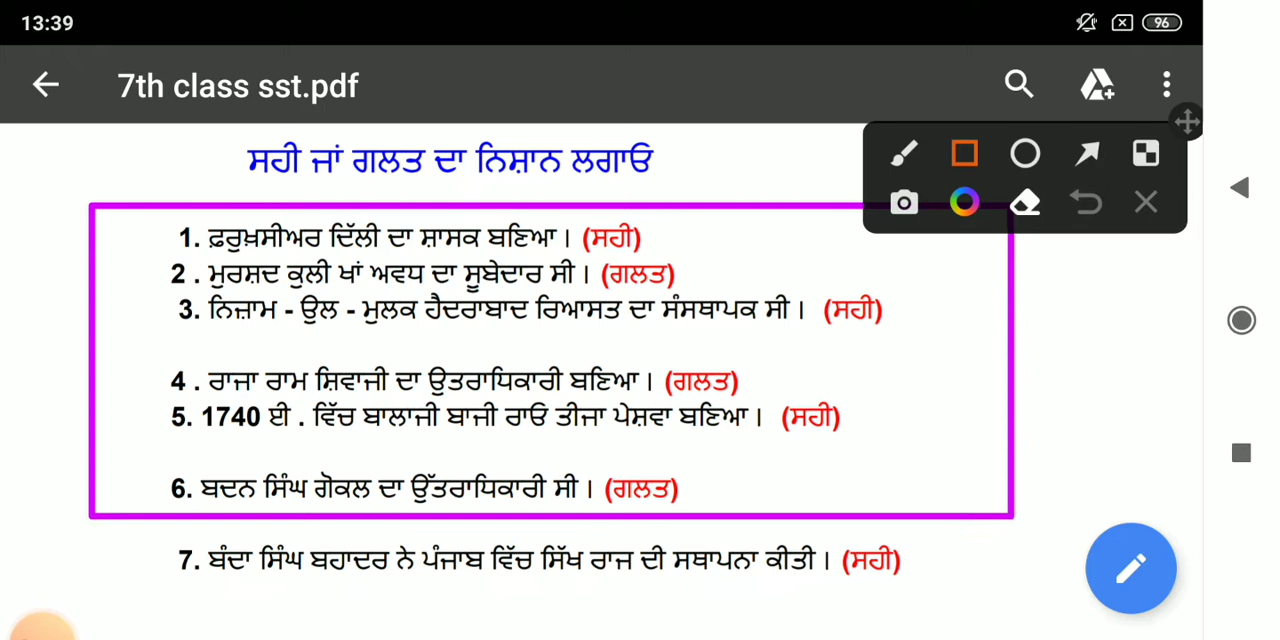 13:39
96
7th class sst.pdf
ਸਹੀ ਜਾਂ ਗਲਤ ਦਾ ਨਿਸ਼ਾਨ ਲਗਾਓ
1. ਫ਼ਰੁਖ਼ਸੀਅਰ ਦਿੱਲੀ ਦਾ ਸ਼ਾਸਕ ਬਣਿਆ। (ਸਹੀ)
2 . ਮੁਰਸ਼ਦ ਕੁਲੀ ਖਾਂ ਅਵਧ ਦਾ ਸੂਬੇਦਾਰ ਸੀ। (ਗਲਤ)
3. ਨਿਜ਼ਾਮ - ਉਲ - ਮੁਲਕ ਹੈਦਰਾਬਾਦ ਰਿਆਸਤ ਦਾ ਸੰਸਥਾਪਕ ਸੀ। (ਸਹੀ)
4 . ਰਾਜਾ ਰਾਮ ਸ਼ਿਵਾਜੀ ਦਾ ਉਤਰਾਧਿਕਾਰੀ ਬਣਿਆ। (ਗਲਤ)
5. 1740 ਈ . ਵਿੱਚ ਬਾਲਾਜੀ ਬਾਜੀ ਰਾਓ ਤੀਜਾ ਪੇਸ਼ਵਾ ਬਣਿਆ। (ਸਹੀ)
6. ਬਦਨ ਸਿੰਘ ਗੋਕਲ ਦਾ ਉੱਤਰਾਧਿਕਾਰੀ ਸੀ। (ਗਲਤ)
7. ਬੰਦਾ ਸਿੰਘ ਬਹਾਦਰ ਨੇ ਪੰਜਾਬ ਵਿੱਚ ਸਿੱਖ ਰਾਜ ਦੀ ਸਥਾਪਨਾ ਕੀਤੀ। (ਸਹੀ)